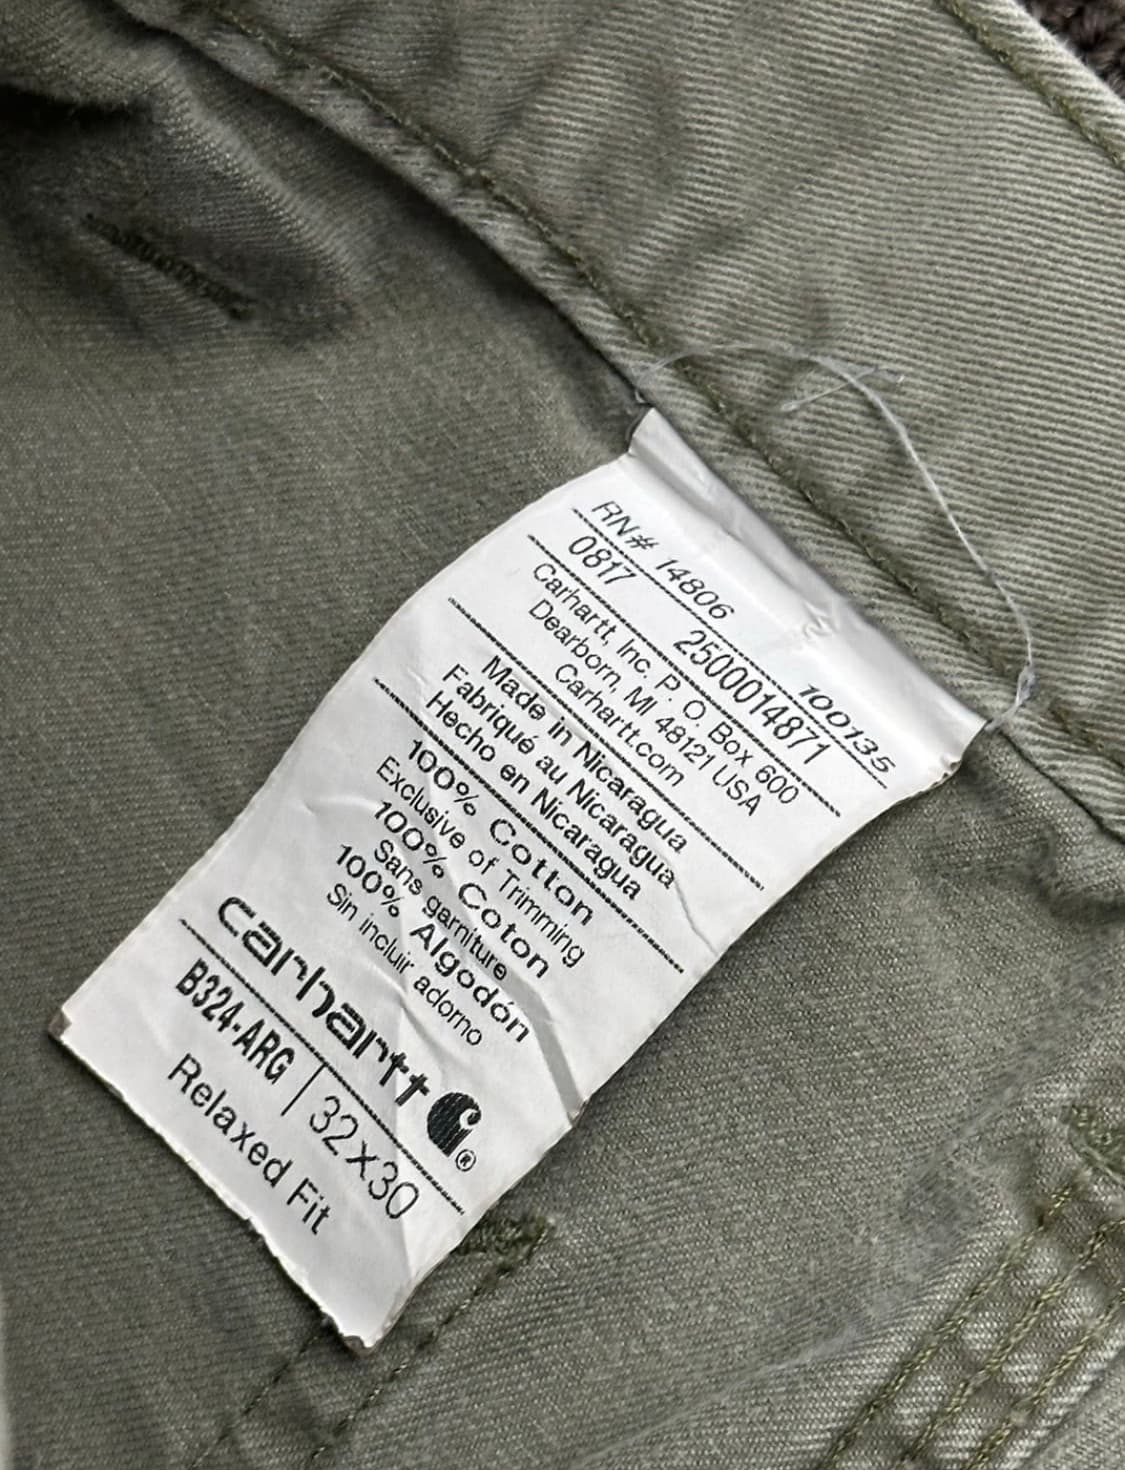 RN# 14806 100135
0817 2500014871
Carhartt, Inc. P. O. Box 600
Dearborn, MI 48121 USA
Carhartt.com
Made in Nicaragua
Fabriqué au Nicaragua
Hecho en Nicaragua
100% Cotton
Exclusive of Trimming
100% Coton
Sans garniture
100% Algodón
Sin incluir adorno
carhartt ®
B324-ARG | 32x30
Relaxed Fit